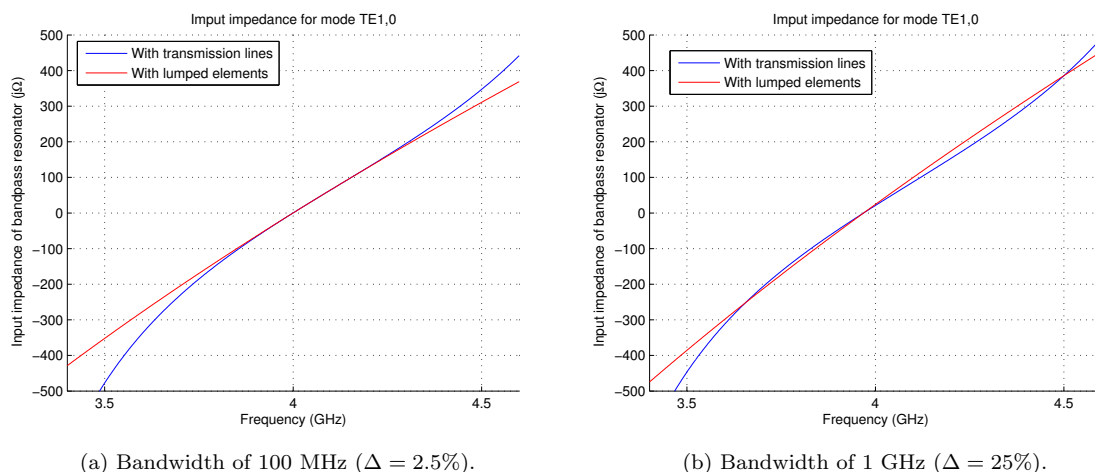 Imput impedance for mode TE1,0
Input impedance of bandpass resonator (jΩ)
500
400
300
200
100
0
−100
−200
−300
−400
−500
With transmission lines
With lumped elements
3.5
4
4.5
Frequency (GHz)
(a) Bandwidth of 100 MHz (Δ = 2.5%).
Imput impedance for mode TE1,0
Input impedance of bandpass resonator (jΩ)
500
400
300
200
100
0
−100
−200
−300
−400
−500
With transmission lines
With lumped elements
3.5
4
4.5
Frequency (GHz)
(b) Bandwidth of 1 GHz (Δ = 25%).